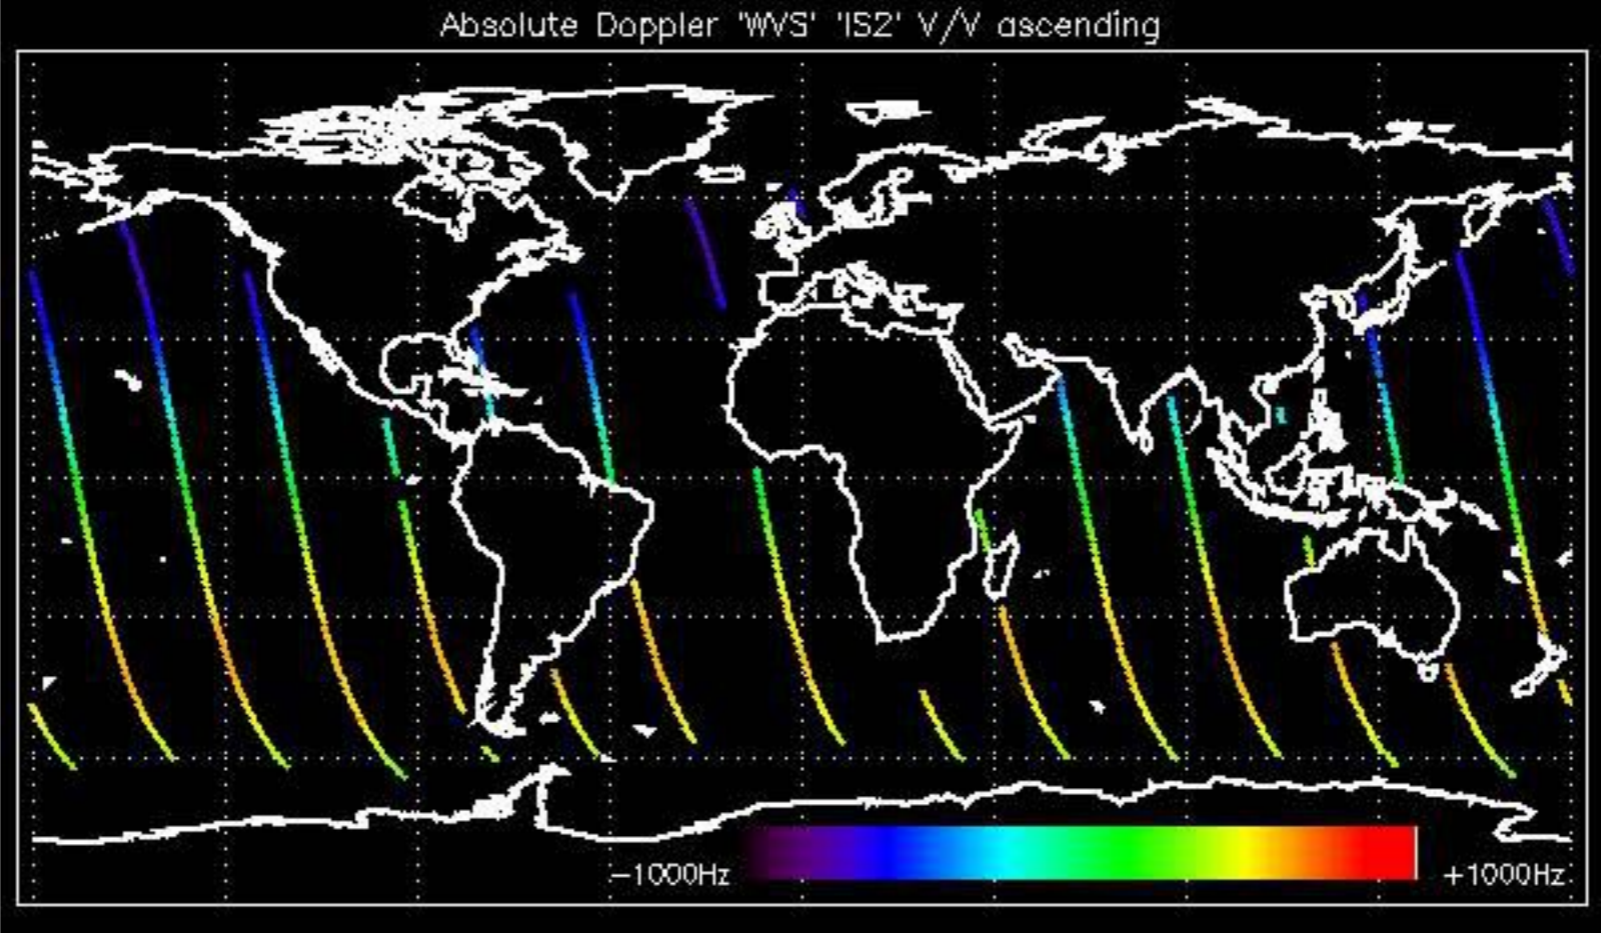 Absolute Doppler 'WVS' 'IS2' V/V ascending
-1000Hz +1000Hz